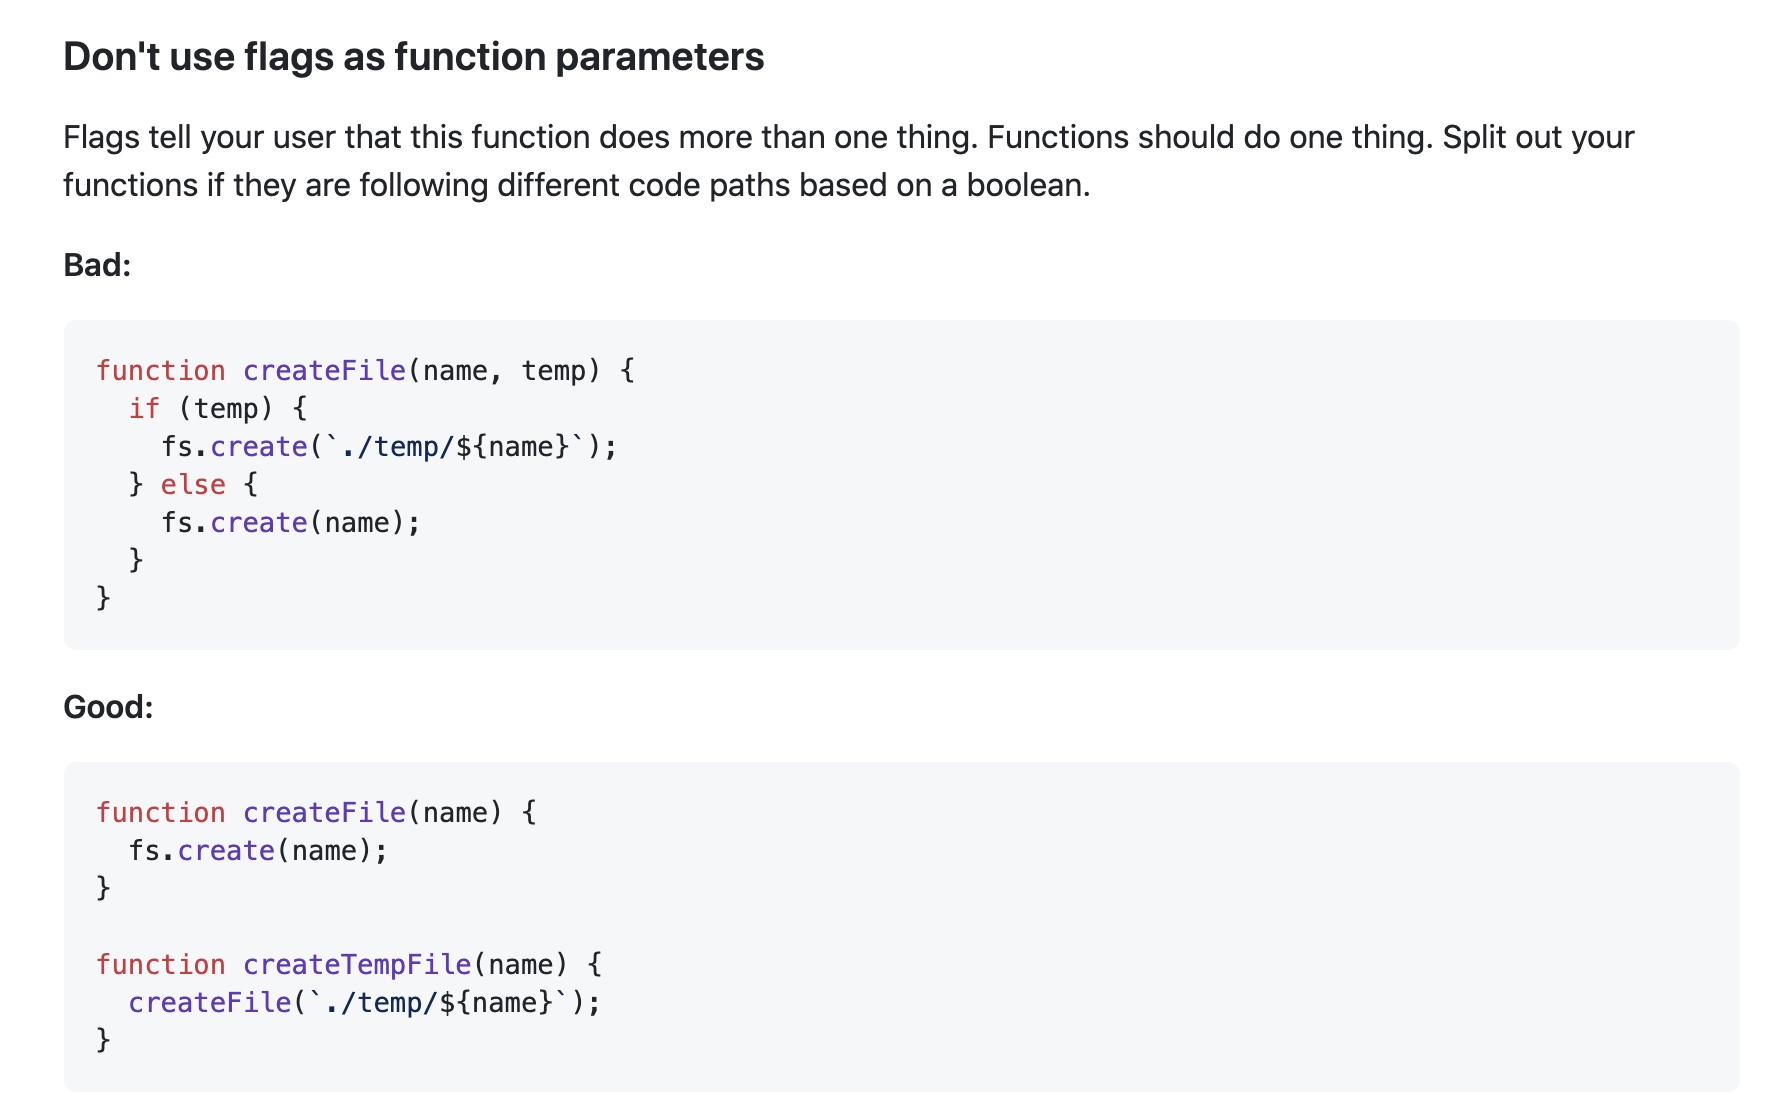 Don't use flags as function parameters
Flags tell your user that this function does more than one thing. Functions should do one thing. Split out your
functions if they are following different code paths based on a boolean.
Bad:
function createFile(name, temp) {
  if (temp) {
    fs.create(`./temp/${name}`);
  } else {
    fs.create(name);
  }
}
Good:
function createFile(name) {
  fs.create(name);
}
function createTempFile(name) {
  createFile(`./temp/${name}`);
}